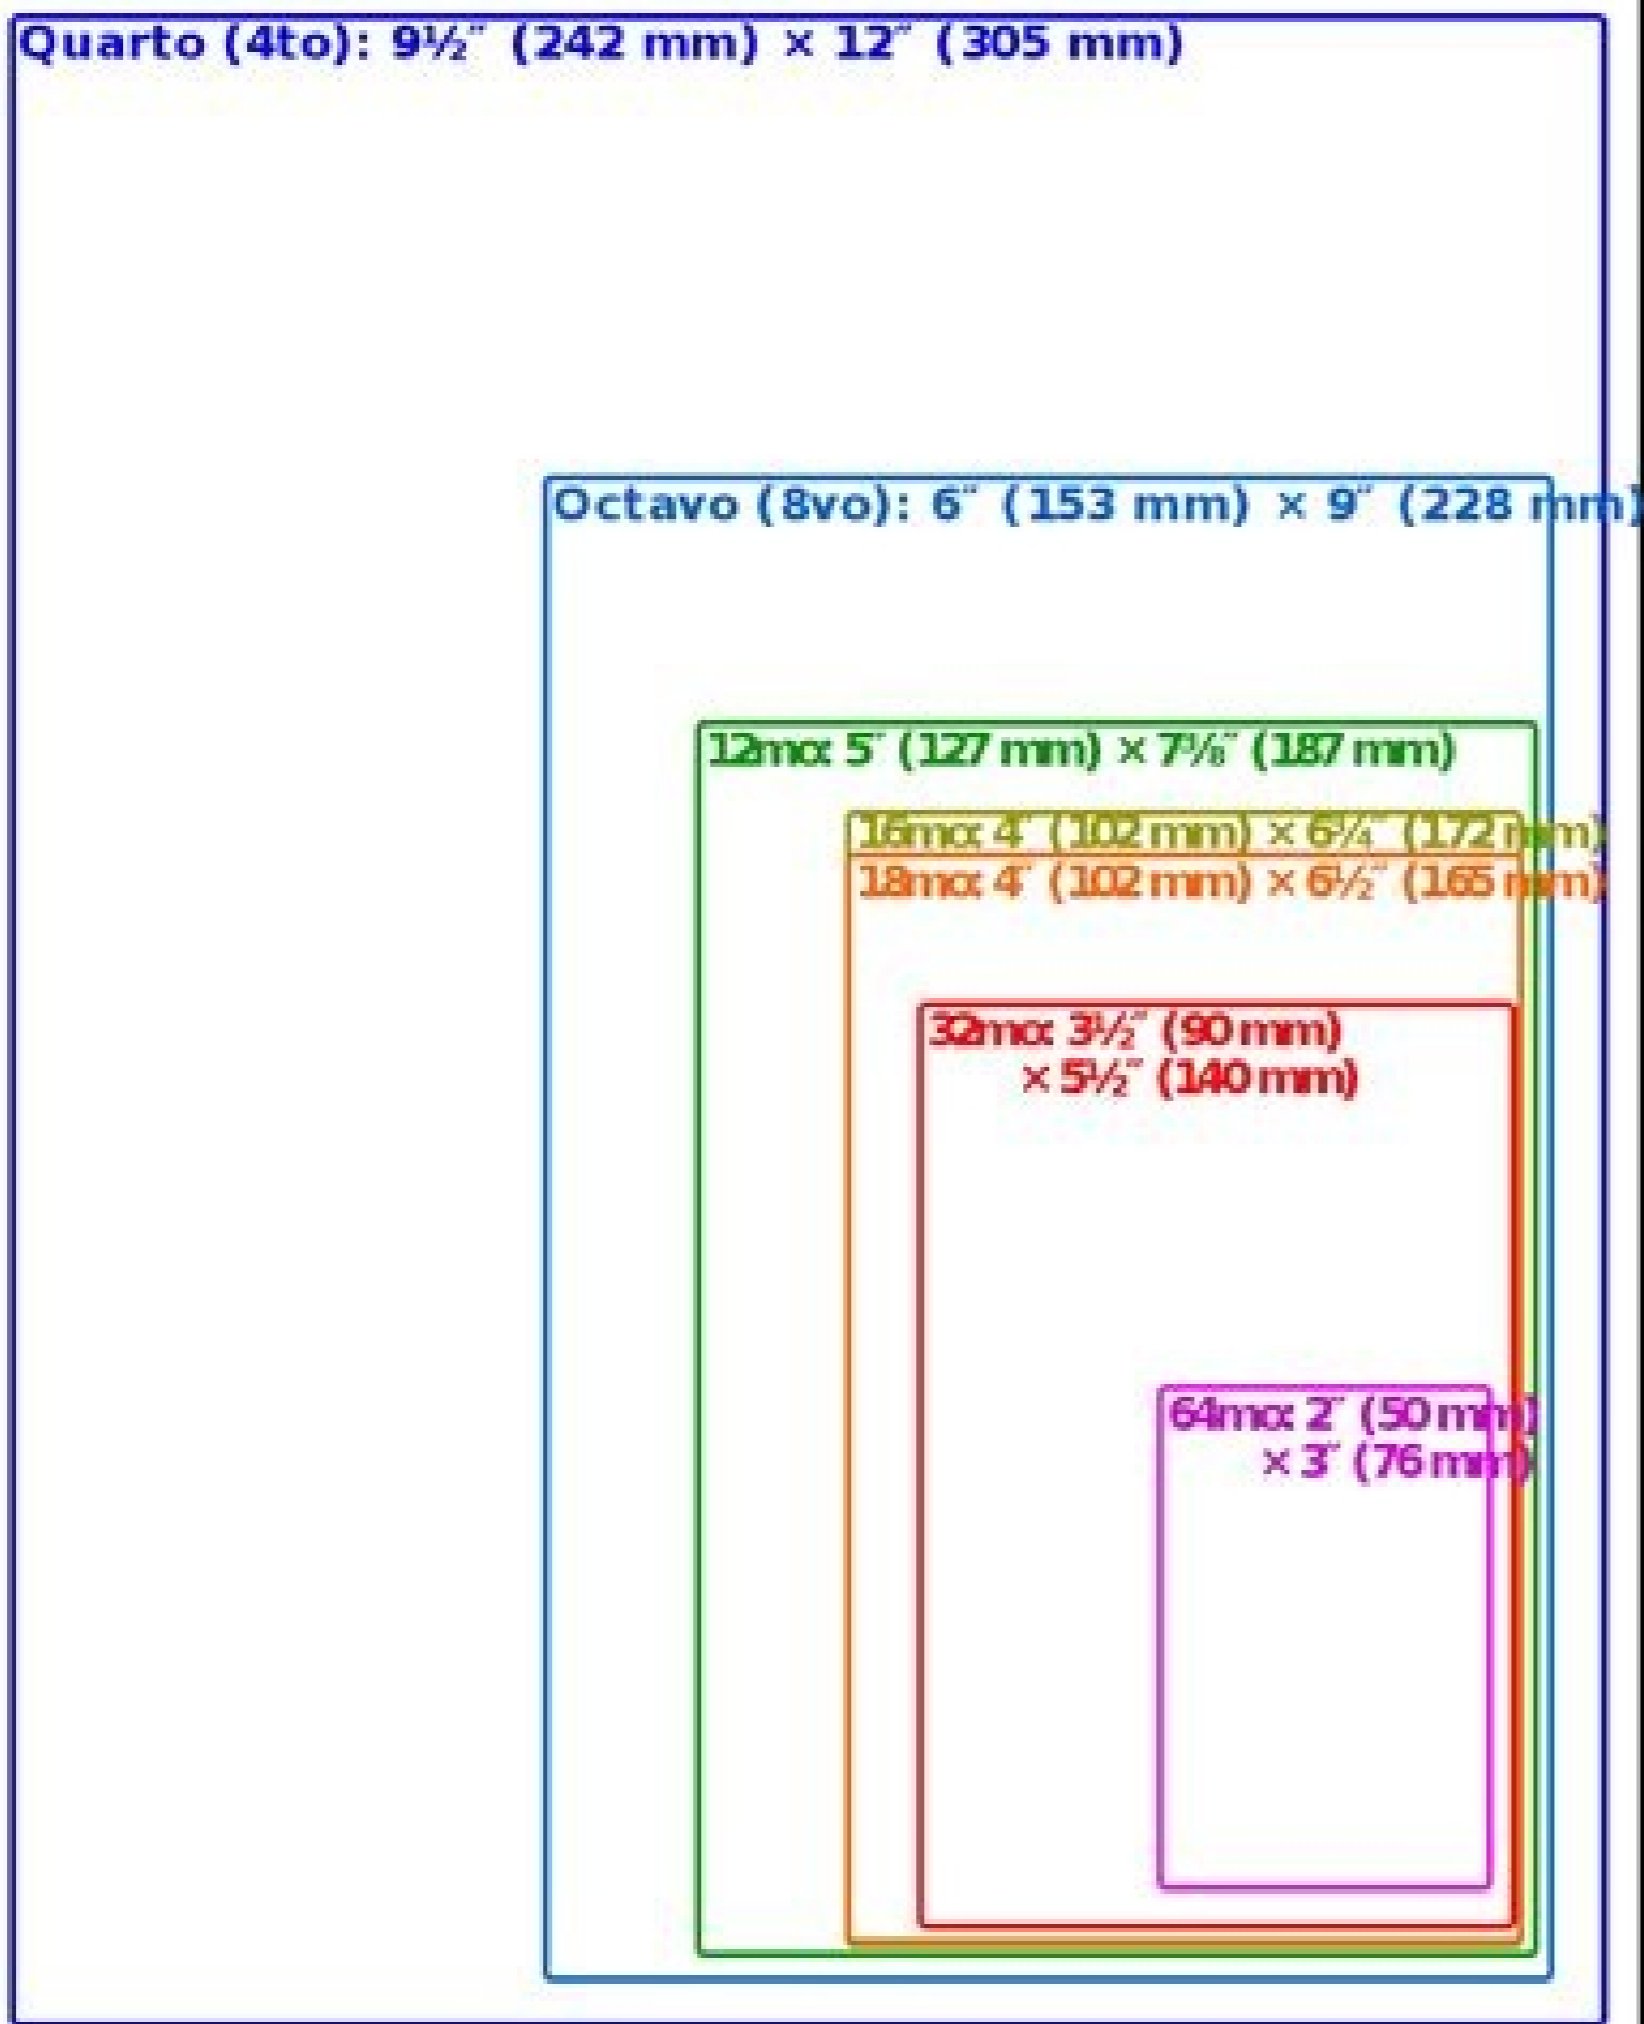 Quarto (4to): 9½″ (242 mm) × 12″ (305 mm)
Octavo (8vo): 6″ (153 mm) × 9″ (228 mm)
12mo: 5″ (127 mm) × 7⅜″ (187 mm)
16mo: 4″ (102 mm) × 6¾″ (172 mm)
18mo: 4″ (102 mm) × 6½″ (165 mm)
32mo: 3½″ (90 mm)
× 5½″ (140 mm)
64mo: 2″ (50 mm)
× 3″ (76 mm)